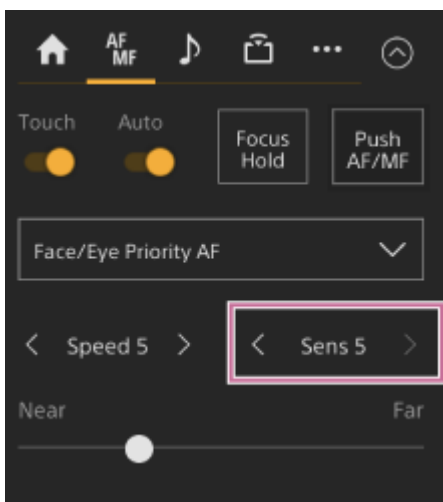 AF
MF
Touch Auto
Focus
Hold
Push
AF/MF
Face/Eye Priority AF
Speed 5
Sens 5
Near
Far